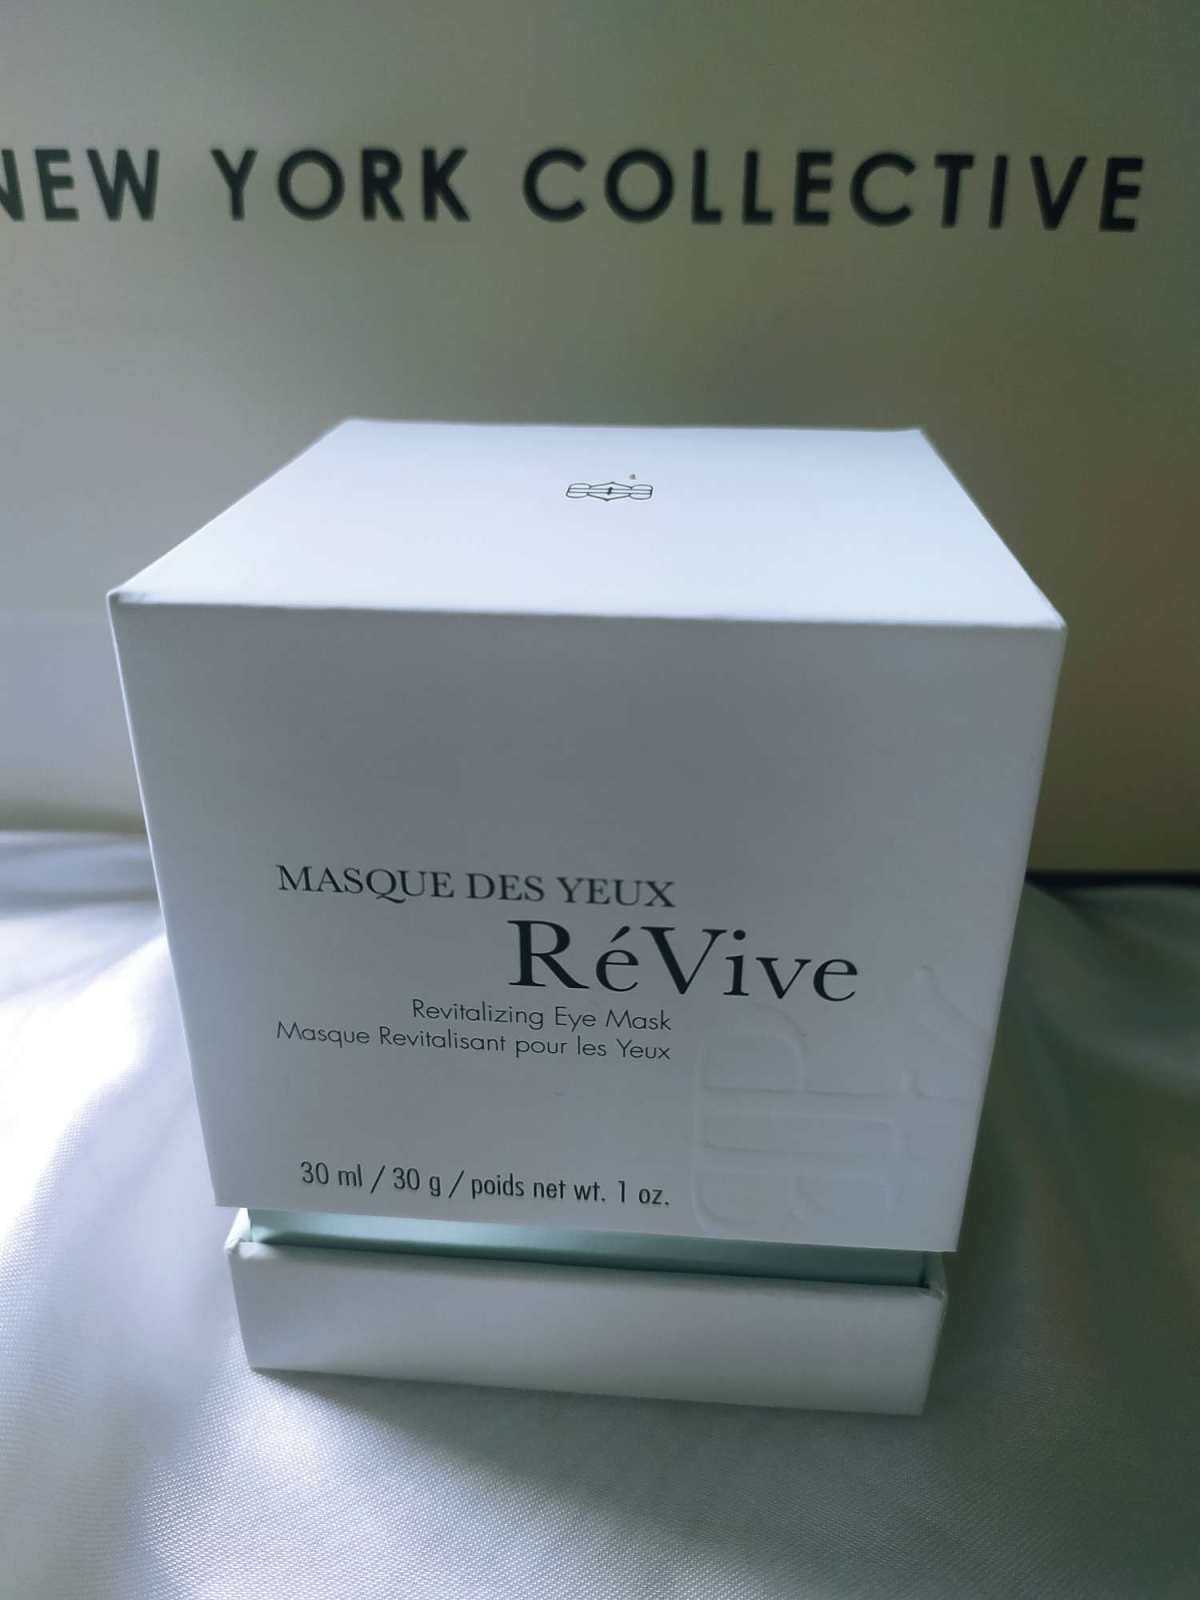 NEW YORK COLLECTIVE
MASQUE DES YEUX
RéVive
Revitalizing Eye Mask
Masque Revitalisant pour les Yeux
30 ml / 30 g / poids net wt. 1 oz.